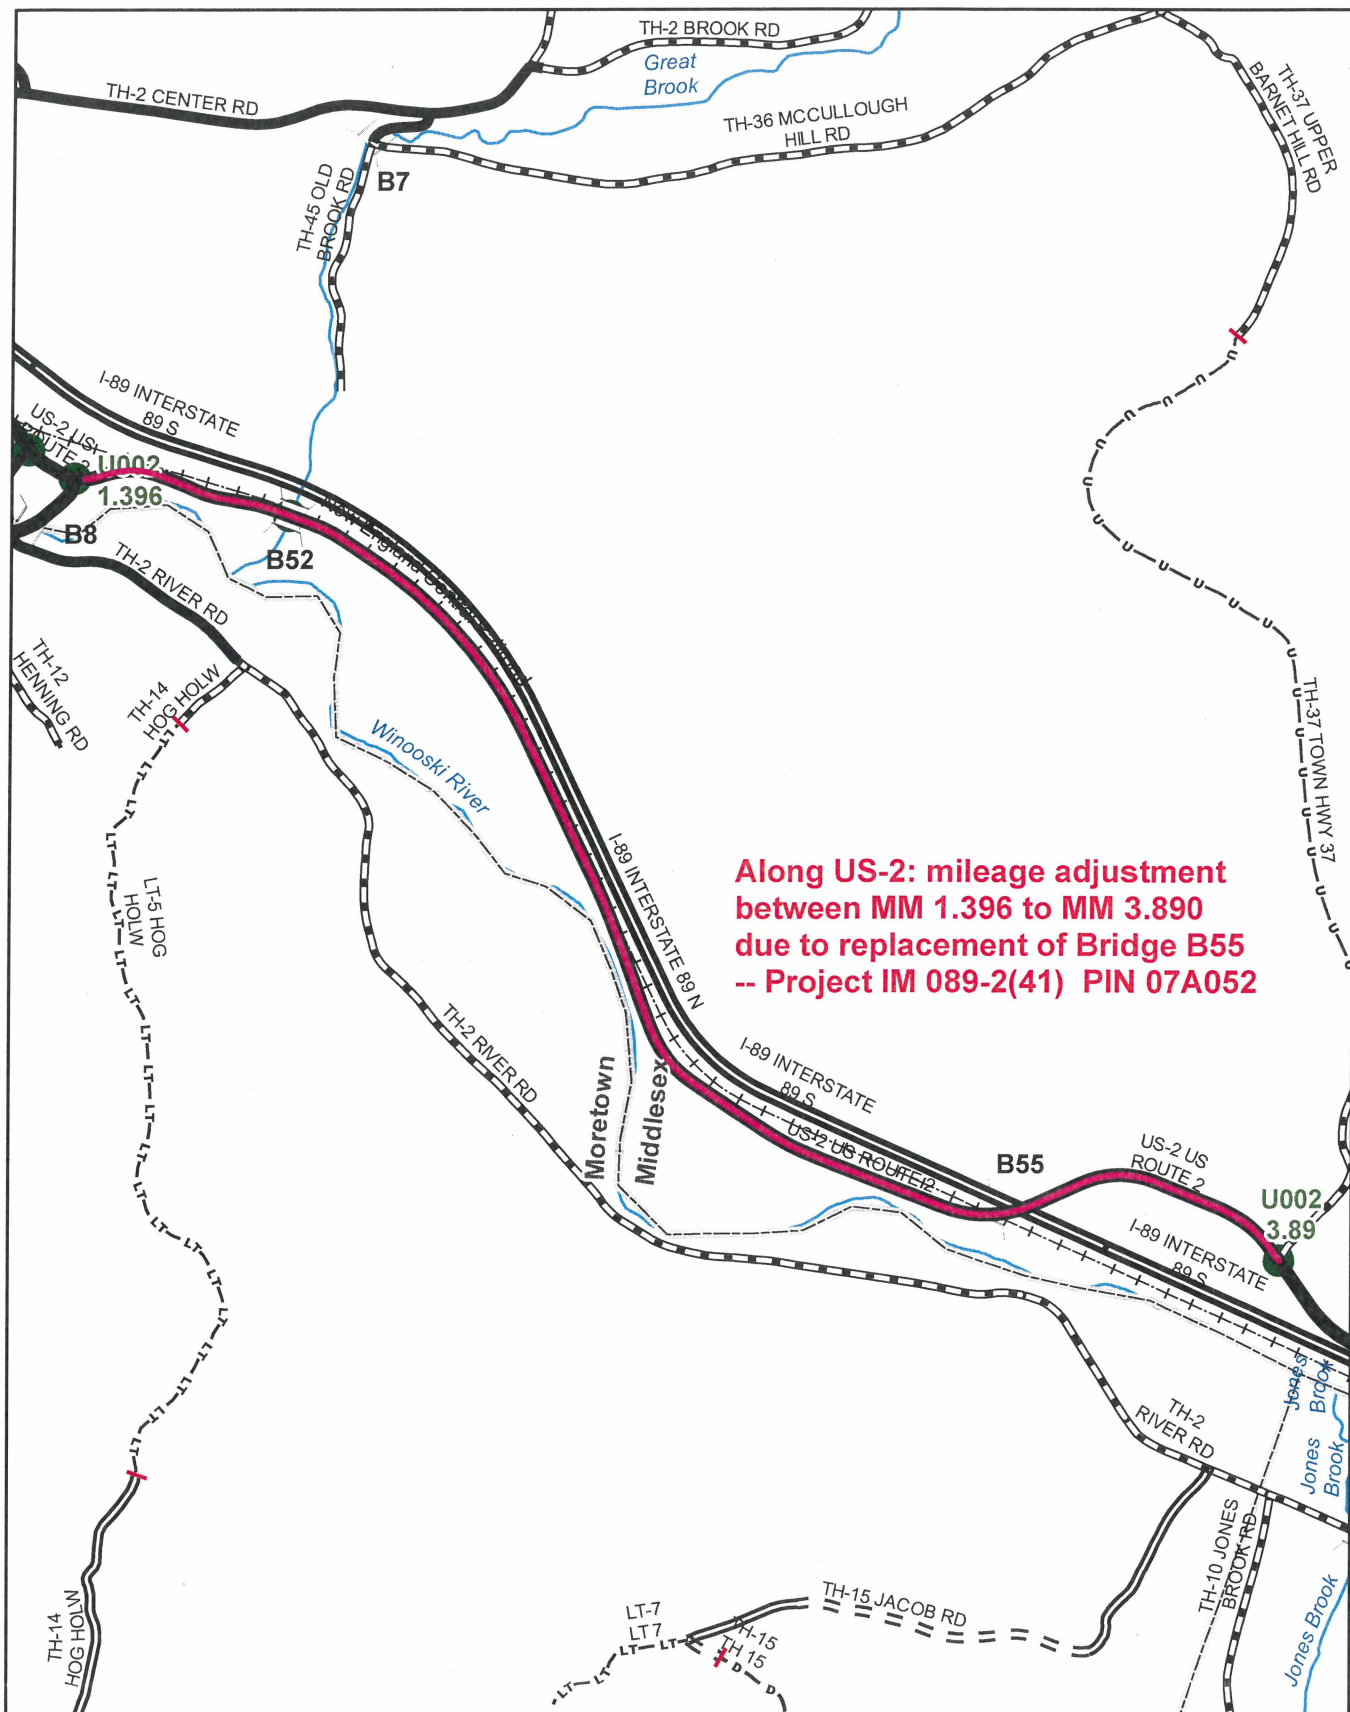 TH-2 BROOK RD
Great
Brook
TH-2 CENTER RD
TH-36 MCCULLOUGH
HILL RD
TH-37 UPPER
BARNET HILL RD
B7
TH-45 OLD
BROOK RD
I-89 INTERSTATE
89 S
US-2 US
ROUTE 2
U002
1.396
B8
B52
New England Central
TH-2 RIVER RD
TH-12
HENNING RD
TH-14
HOG HOLW
Winooski River
TH-37 TOWN HWY 37
I-89 INTERSTATE 89 N
Along US-2: mileage adjustment
between MM 1.396 to MM 3.890
due to replacement of Bridge B55
-- Project IM 089-2(41) PIN 07A052
LT-5 HOG
HOLW
TH-2 RIVER RD
Moretown
Middlesex
I-89 INTERSTATE
89 S
US-2 US ROUTE 2
B55
US-2 US
ROUTE 2
U002
3.89
I-89 INTERSTATE
89 S
Jones
Brook
TH-2
RIVER RD
Jones
Brook
TH-10 JONES
BROOK RD
Jones Brook
TH-14
HOG HOLW
LT-7
LT 7
TH-15
TH 15
TH-15 JACOB RD